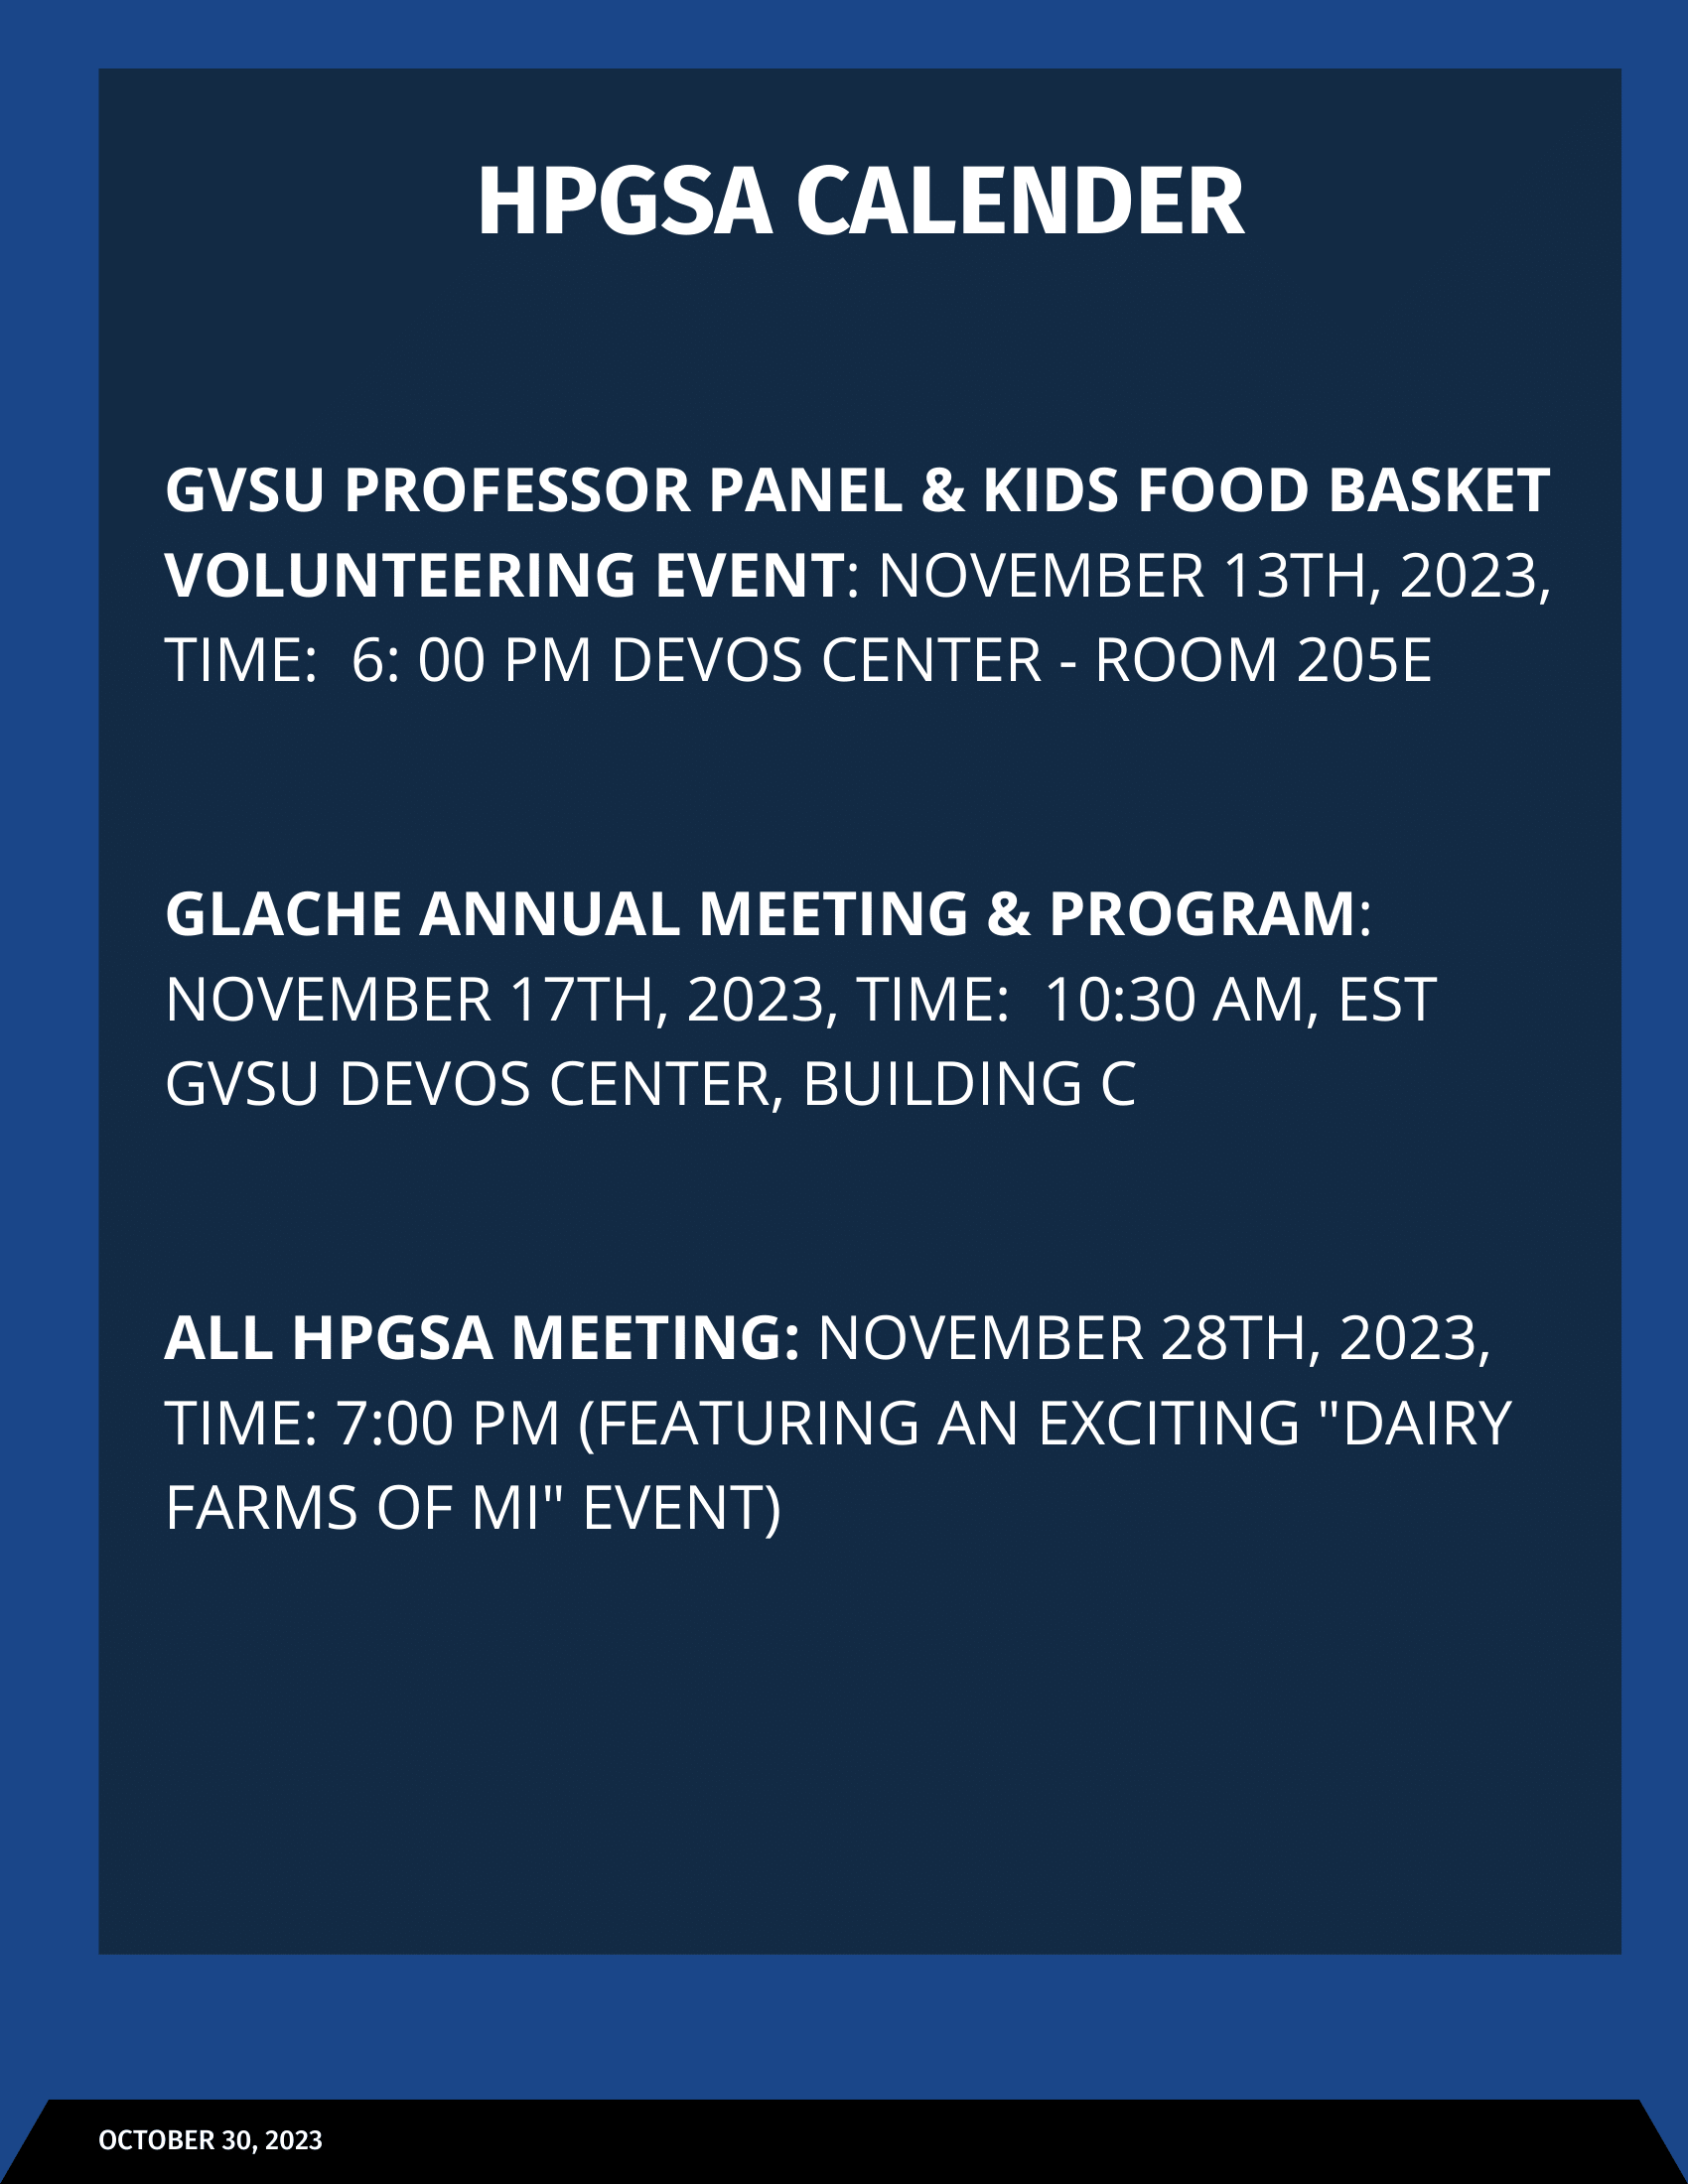 HPGSA CALENDER
GVSU PROFESSOR PANEL & KIDS FOOD BASKET
VOLUNTEERING EVENT: NOVEMBER 13TH, 2023,
TIME:  6: 00 PM DEVOS CENTER - ROOM 205E
GLACHE ANNUAL MEETING & PROGRAM:
NOVEMBER 17TH, 2023, TIME:  10:30 AM, EST
GVSU DEVOS CENTER, BUILDING C
ALL HPGSA MEETING: NOVEMBER 28TH, 2023,
TIME: 7:00 PM (FEATURING AN EXCITING "DAIRY
FARMS OF MI" EVENT)
OCTOBER 30, 2023